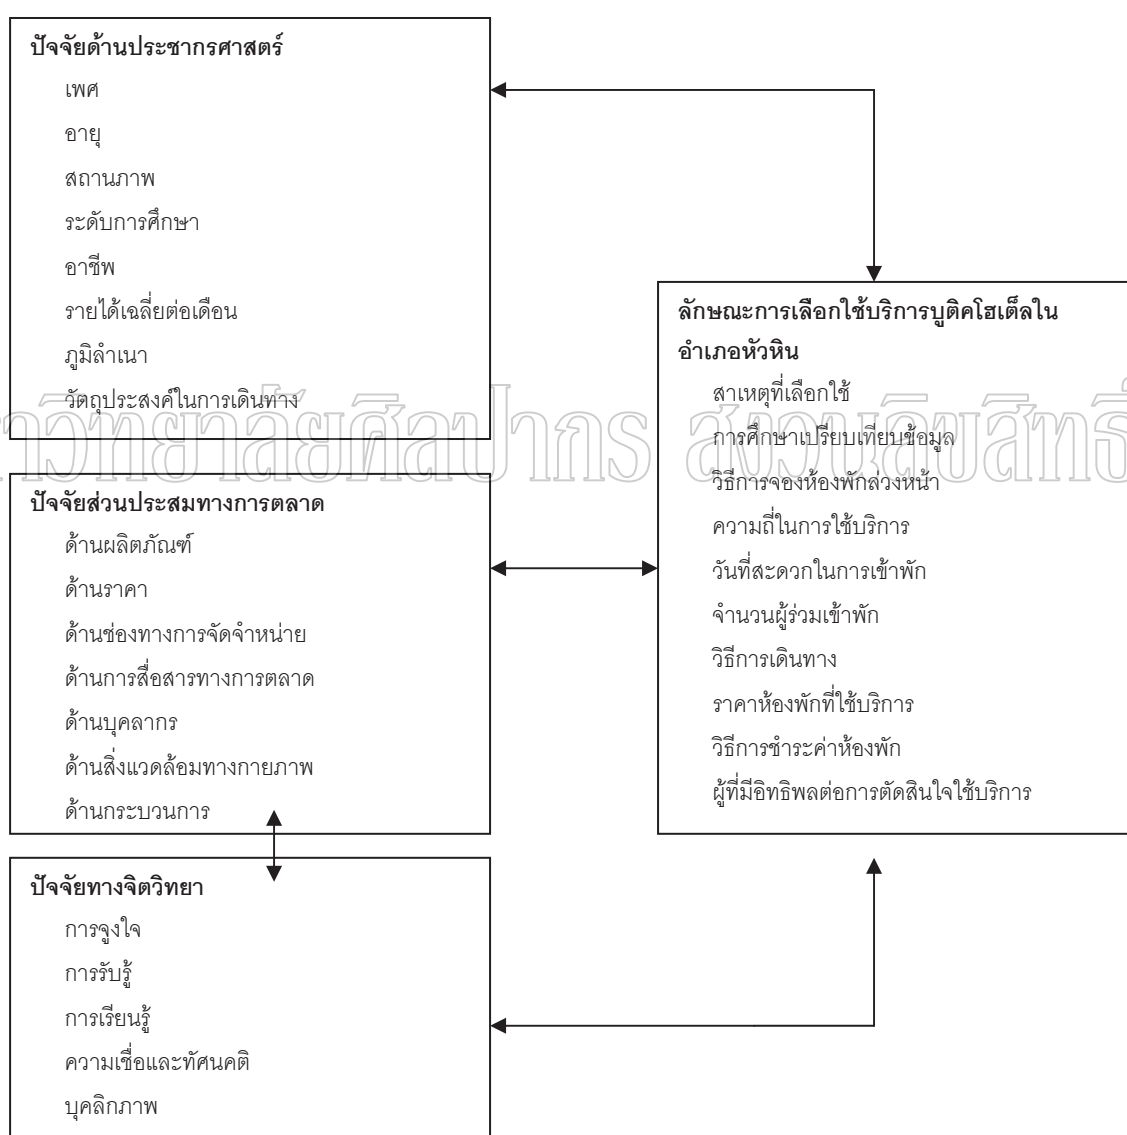 ปัจจัยด้านประชากรศาสตร์
เพศ
อายุ
สถานภาพ
ระดับการศึกษา
อาชีพ
รายได้เฉลี่ยต่อเดือน
ภูมิลำเนา
วัตถุประสงค์ในการเดินทาง
ปัจจัยส่วนประสมทางการตลาด
ด้านผลิตภัณฑ์
ด้านราคา
ด้านช่องทางการจัดจำหน่าย
ด้านการสื่อสารทางการตลาด
ด้านบุคลากร
ด้านสิ่งแวดล้อมทางกายภาพ
ด้านกระบวนการ
ปัจจัยทางจิตวิทยา
การจูงใจ
การรับรู้
การเรียนรู้
ความเชื่อและทัศนคติ
บุคลิกภาพ
ลักษณะการเลือกใช้บริการบูติคโฮเต็ลใน
อำเภอหัวหิน
สาเหตุที่เลือกใช้
การศึกษาเปรียบเทียบข้อมูล
วิธีการจองห้องพักล่วงหน้า
ความถี่ในการใช้บริการ
วันที่สะดวกในการเข้าพัก
จำนวนผู้ร่วมเข้าพัก
วิธีการเดินทาง
ราคาห้องพักที่ใช้บริการ
วิธีการชำระค่าห้องพัก
ผู้ที่มีอิทธิพลต่อการตัดสินใจใช้บริการ
าวิทยาลัยศิลปากร สงวนลิขสิทธิ์